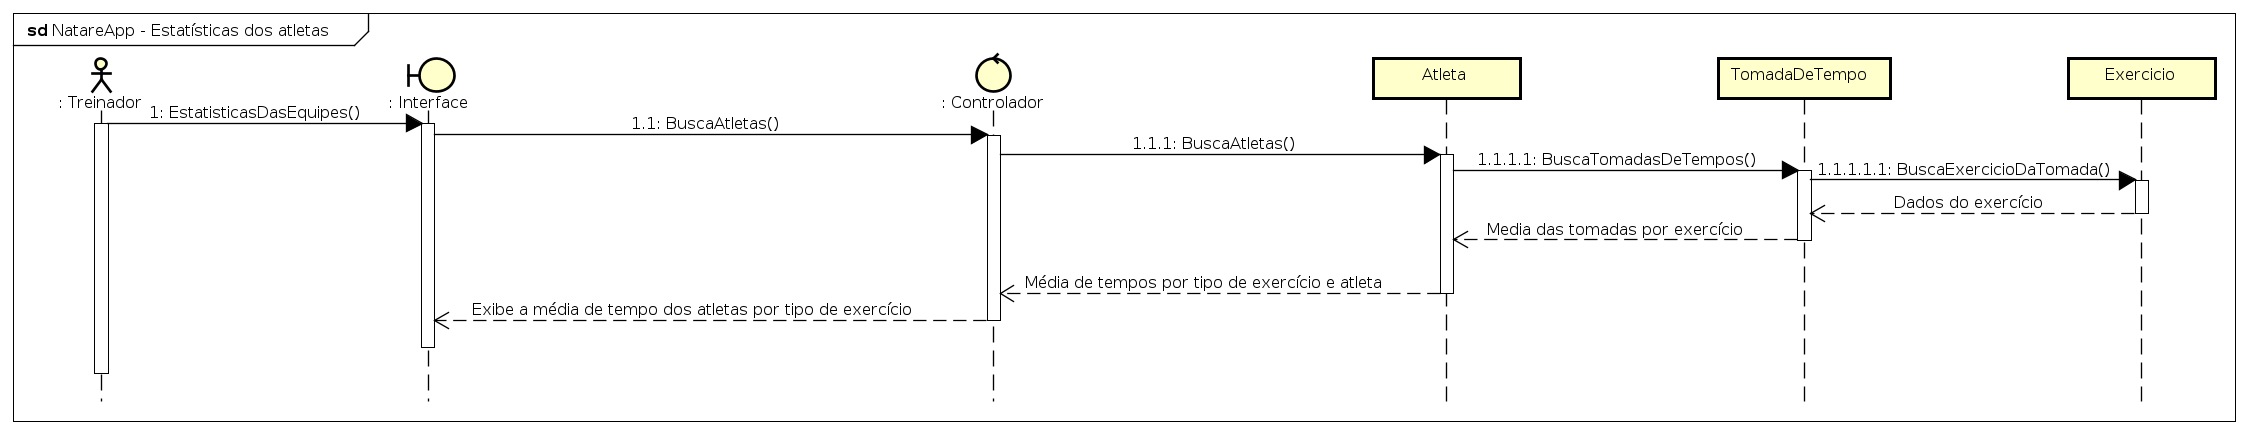 sd NatareApp - Estatísticas dos atletas
: Treinador
: Interface
: Controlador
Atleta
TomadaDeTempo
Exercicio
1: EstatisticasDasEquipes()
1.1: BuscaAtletas()
1.1.1: BuscaAtletas()
1.1.1.1: BuscaTomadasDeTempos()
1.1.1.1.1: BuscaExercicioDaTomada()
Dados do exercício
Media das tomadas por exercício
Média de tempos por tipo de exercício e atleta
Exibe a média de tempo dos atletas por tipo de exercício